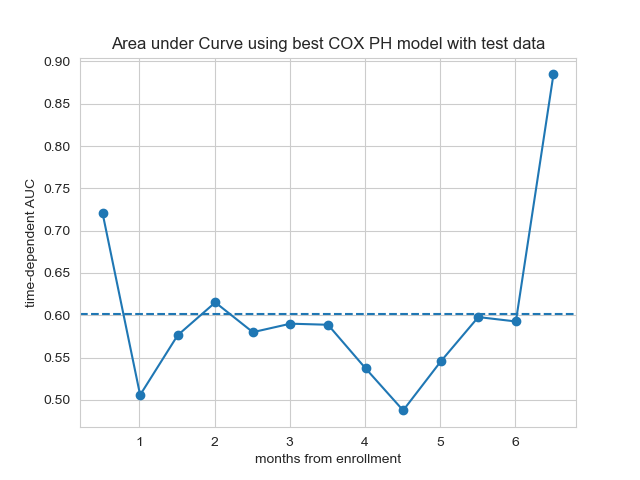 Area under Curve using best COX PH model with test data
time-dependent AUC
0.90
0.85
0.80
0.75
0.70
0.65
0.60
0.55
0.50
1 2 3 4 5 6
months from enrollment